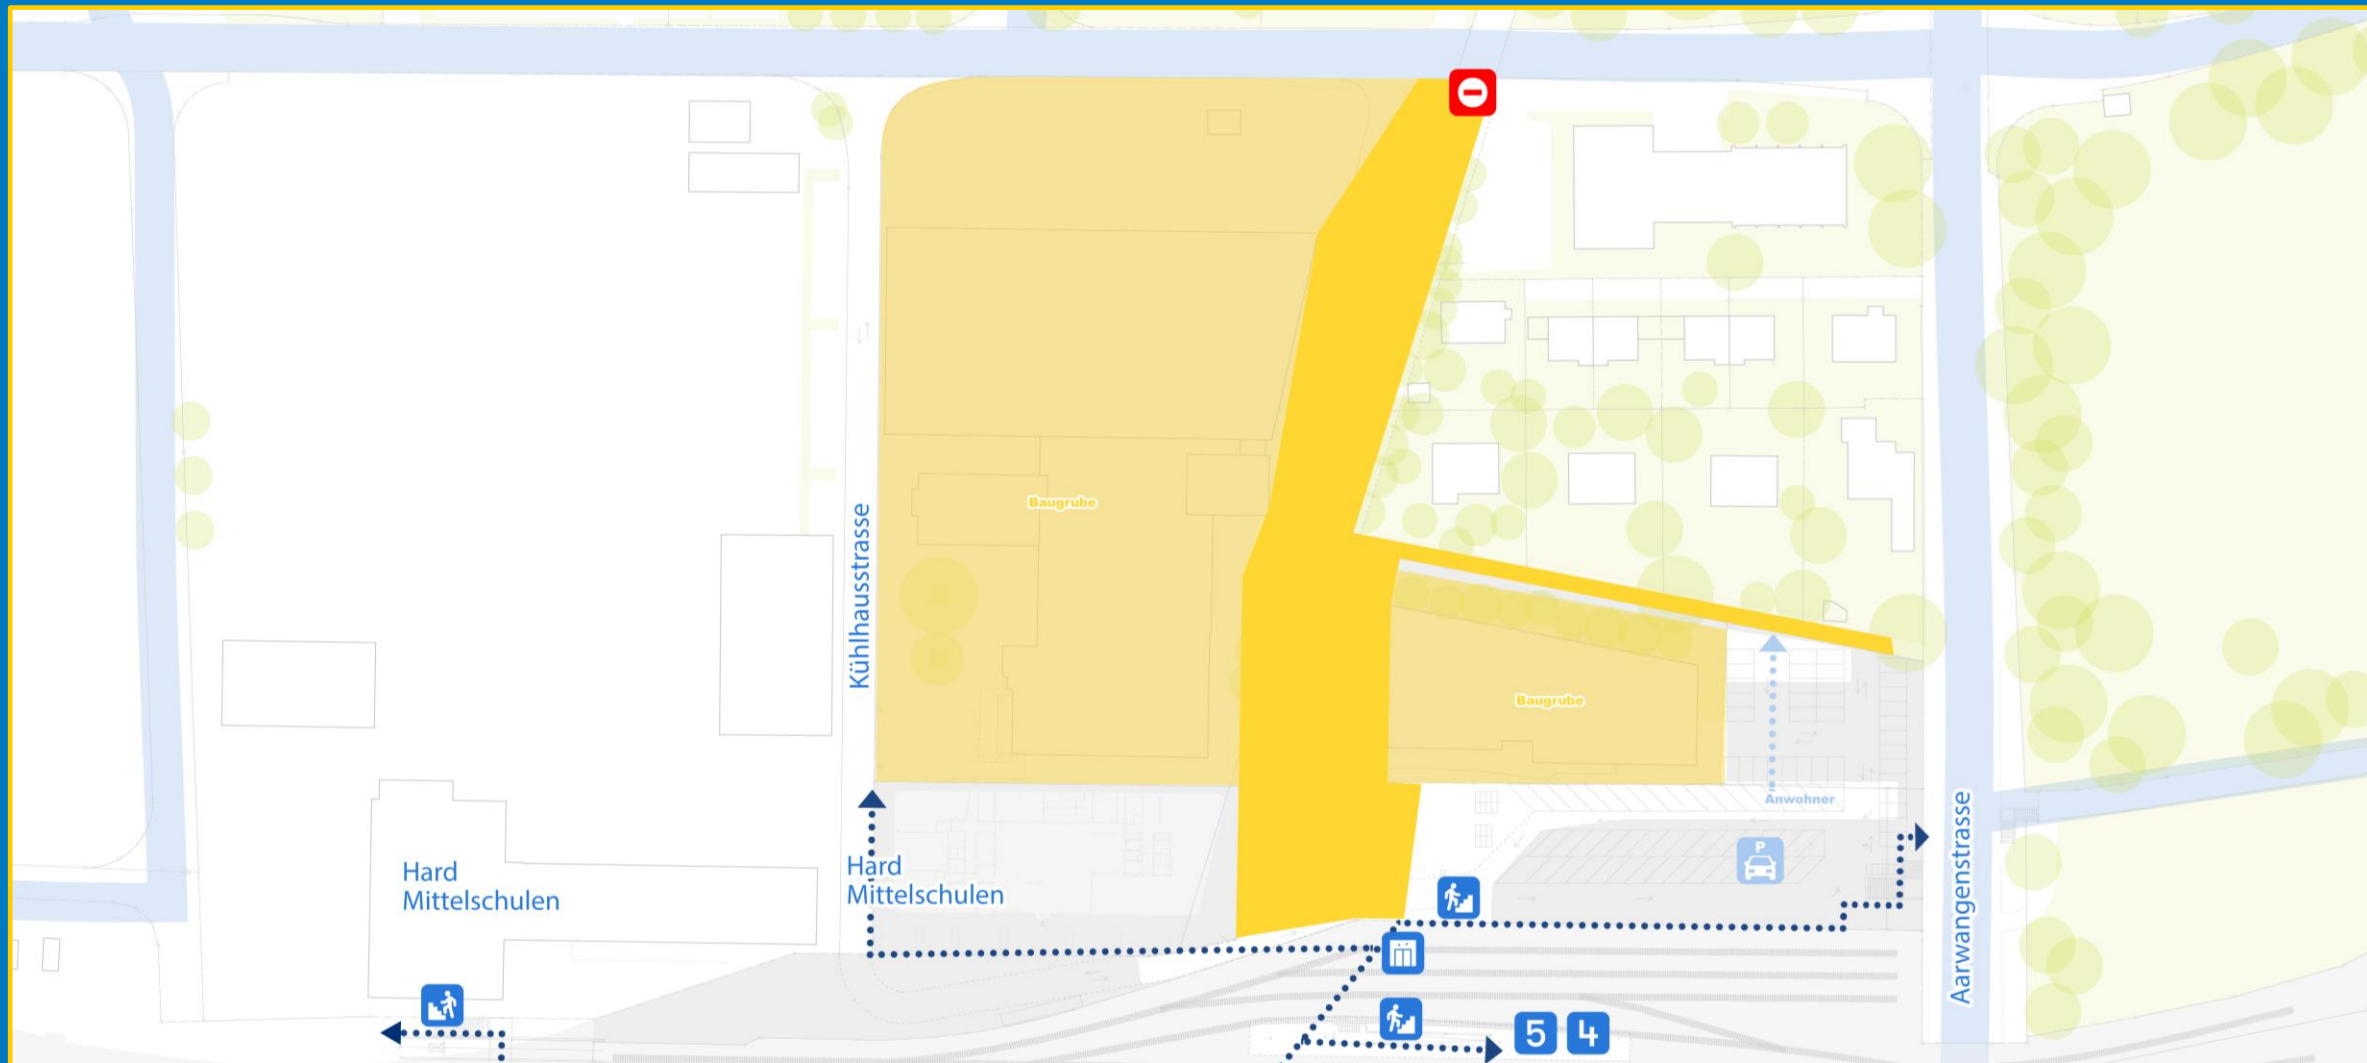 Baugrube
Kühlhausstrasse
Baugrube
Anwohner
P
Aarwangenstrasse
Hard
Mittelschulen
Hard
Mittelschulen
5 4